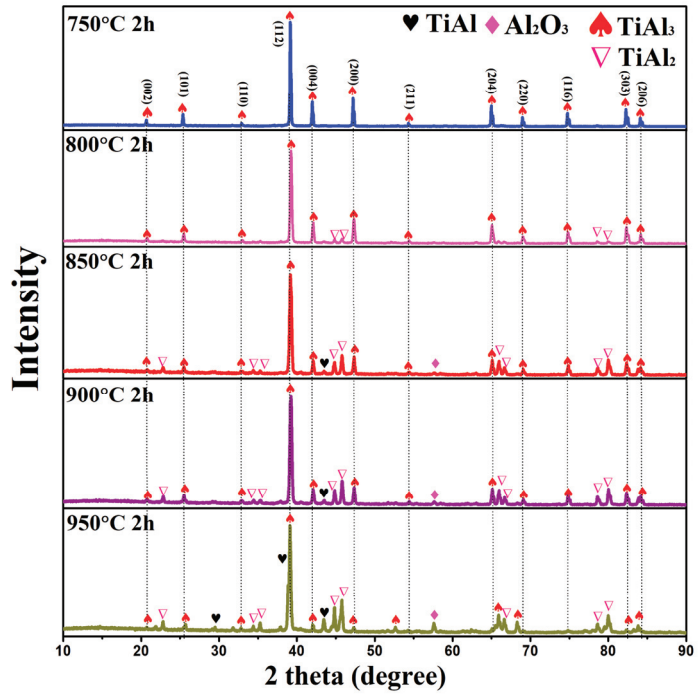 750°C 2h
TiAl
Al₂O₃
TiAl₃
TiAl₂
(002)
(101)
(110)
(112)
(004)
(200)
(211)
(204)
(220)
(116)
(303)
(206)
800°C 2h
850°C 2h
900°C 2h
950°C 2h
Intensity
10 20 30 40 50 60 70 80 90
2 theta (degree)